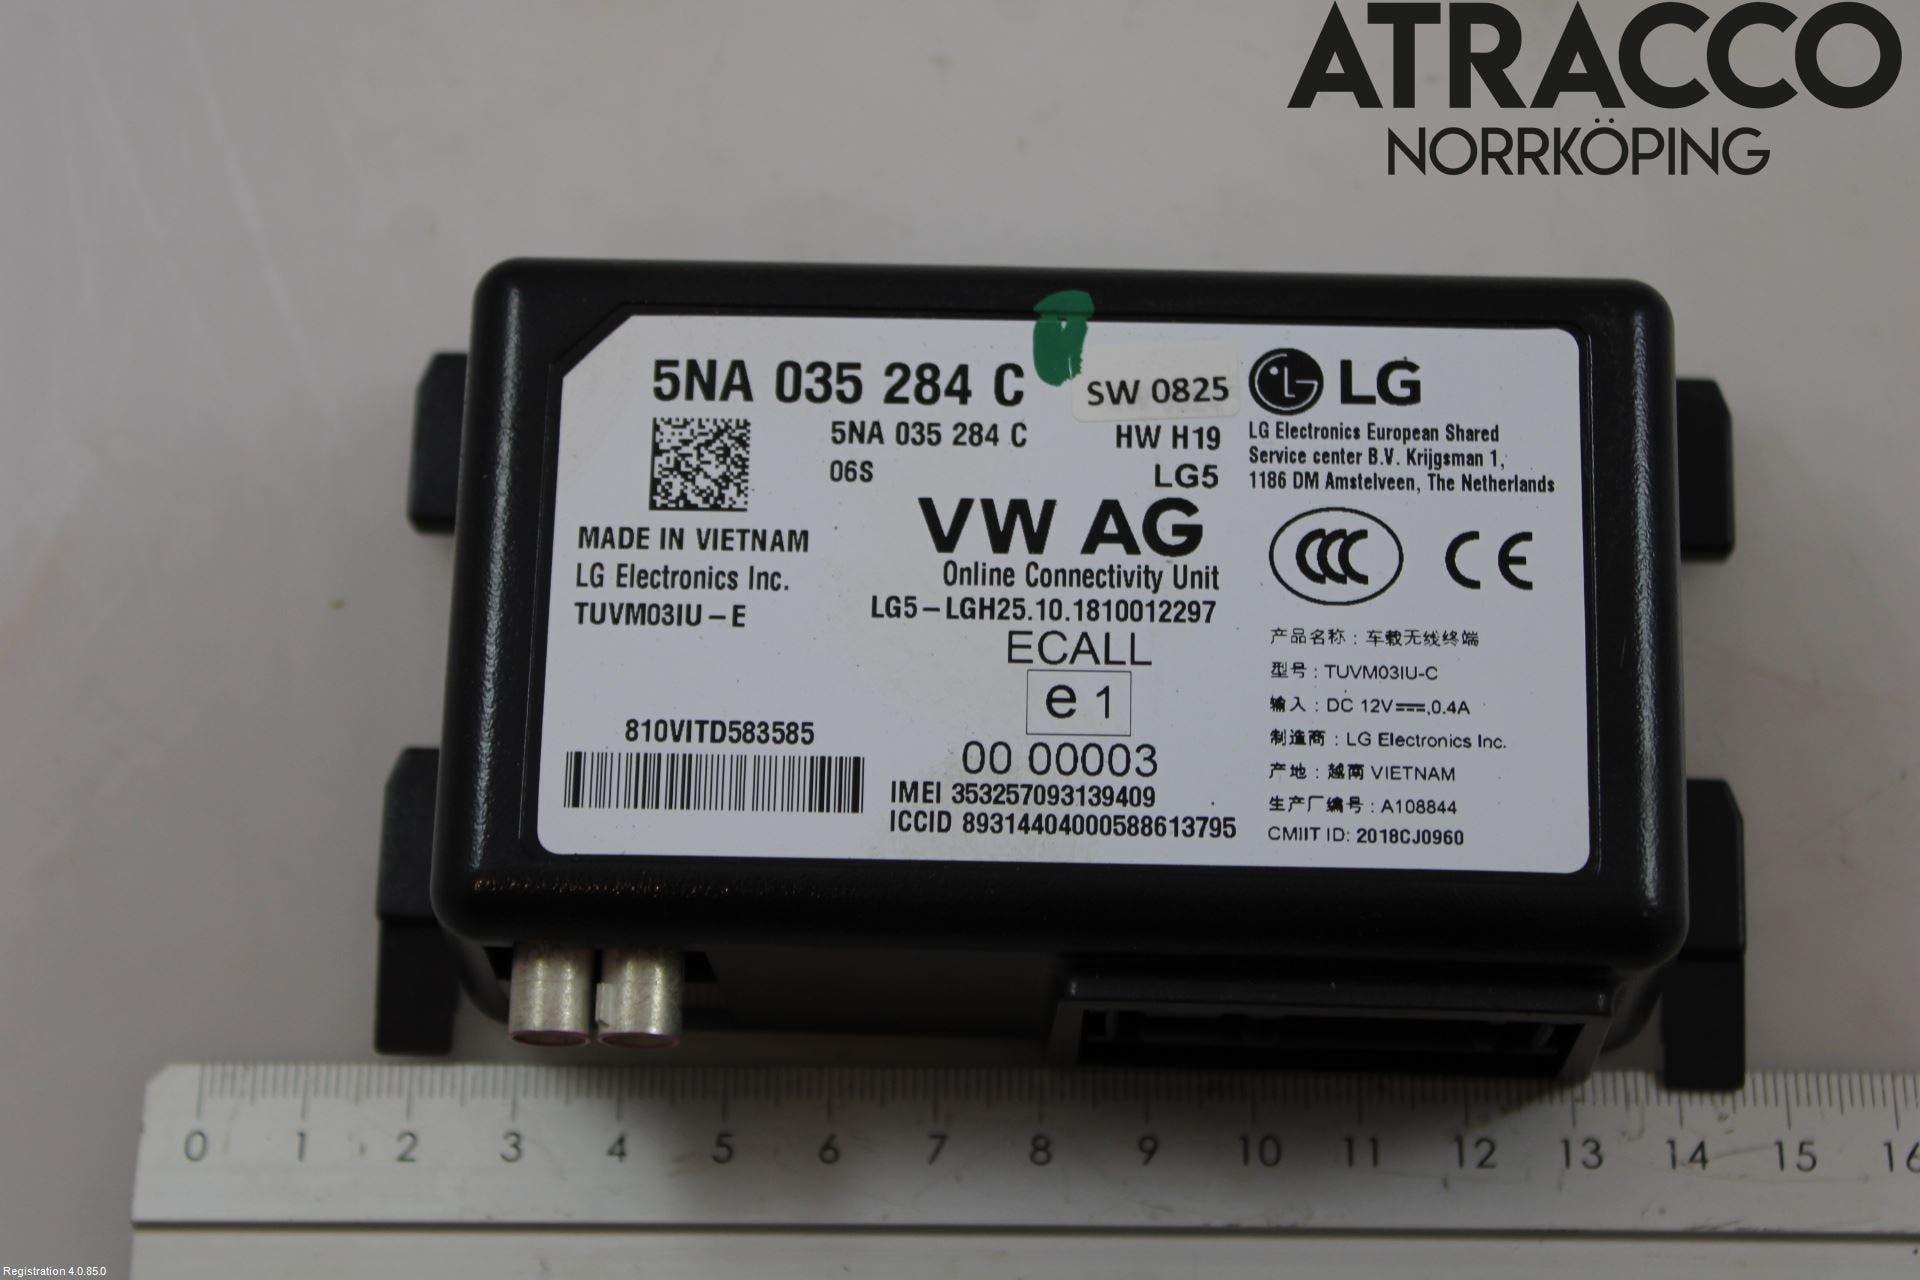 ATRACCO
NORRKÖPING
5NA 035 284 C
SW 0825
LG
5NA 035 284 C
HW H19
06S
LG5
LG Electronics European Shared
Service center B.V. Krijgsman 1,
1186 DM Amstelveen, The Netherlands
VW AG
MADE IN VIETNAM
LG Electronics Inc.
TUVM03IU-E
Online Connectivity Unit
LG5-LGH25.10.1810012297
ECALL
e1
00 00003
CCC
CE
810VITD583585
IMEI 353257093139409
ICCID 89314404000588613795
产品名称：车载无线终端
型号：TUVM03IU-C
输入：DC 12V⎓,0.4A
制造商：LG Electronics Inc.
产地：越南 VIETNAM
生产厂编号：A108844
CMIIT ID: 2018CJ0960
0 1 2 3 4 5 6 7 8 9 10 11 12 13 14 15 16
Registration 4.0.85.0